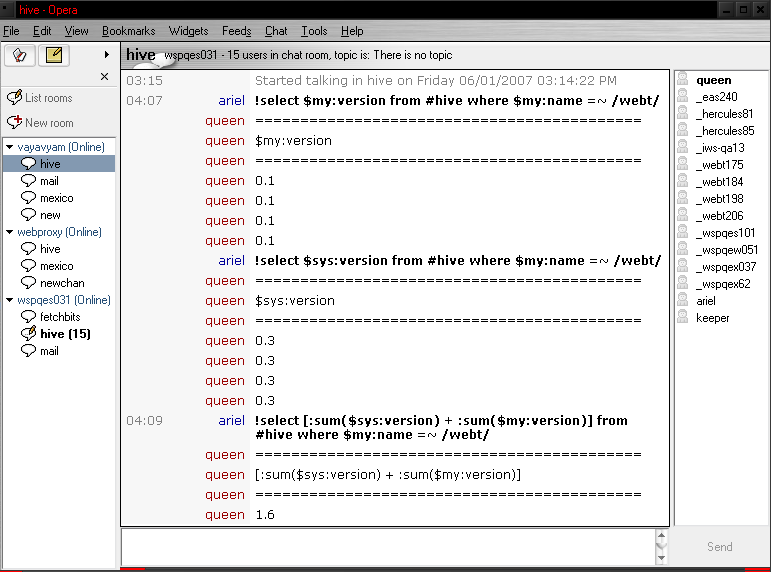 hive - Opera
File Edit View Bookmarks Widgets Feeds Chat Tools Help
List rooms
New room
vayavyam (Online)
hive
mail
mexico
new
webproxy (Online)
hive
mexico
newchan
wspqes031 (Online)
fetchbits
hive (15)
mail
hive wspqes031 - 15 users in chat room, topic is: There is no topic
03:15 Started talking in hive on Friday 06/01/2007 03:14:22 PM
04:07 ariel !select $my:version from #hive where $my:name =~ /webt/
queen ==========================================
queen $my:version
queen ==========================================
queen 0.1
queen 0.1
queen 0.1
queen 0.1
ariel !select $sys:version from #hive where $my:name =~ /webt/
queen ==========================================
queen $sys:version
queen ==========================================
queen 0.3
queen 0.3
queen 0.3
queen 0.3
04:09 ariel !select [:sum($sys:version) + :sum($my:version)] from
#hive where $my:name =~ /webt/
queen ==========================================
queen [:sum($sys:version) + :sum($my:version)]
queen ==========================================
queen 1.6
queen
_eas240
_hercules81
_hercules85
_iws-qa13
_webt175
_webt184
_webt198
_webt206
_wspqes101
_wspqew051
_wspqex037
_wspqex62
ariel
keeper
Send